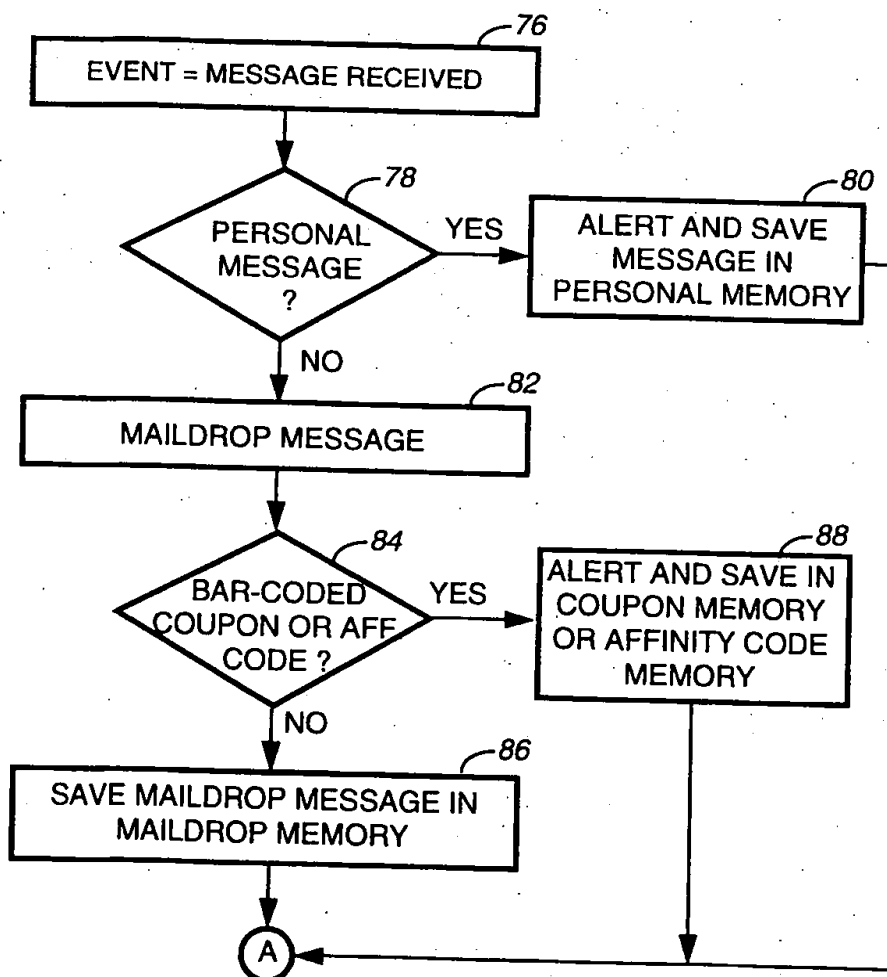 76
EVENT = MESSAGE RECEIVED
78
PERSONAL
MESSAGE
?
YES
80
ALERT AND SAVE
MESSAGE IN
PERSONAL MEMORY
NO
82
MAILDROP MESSAGE
84
BAR-CODED
COUPON OR AFF
CODE ?
YES
88
ALERT AND SAVE IN
COUPON MEMORY
OR AFFINITY CODE
MEMORY
NO
86
SAVE MAILDROP MESSAGE IN
MAILDROP MEMORY
A